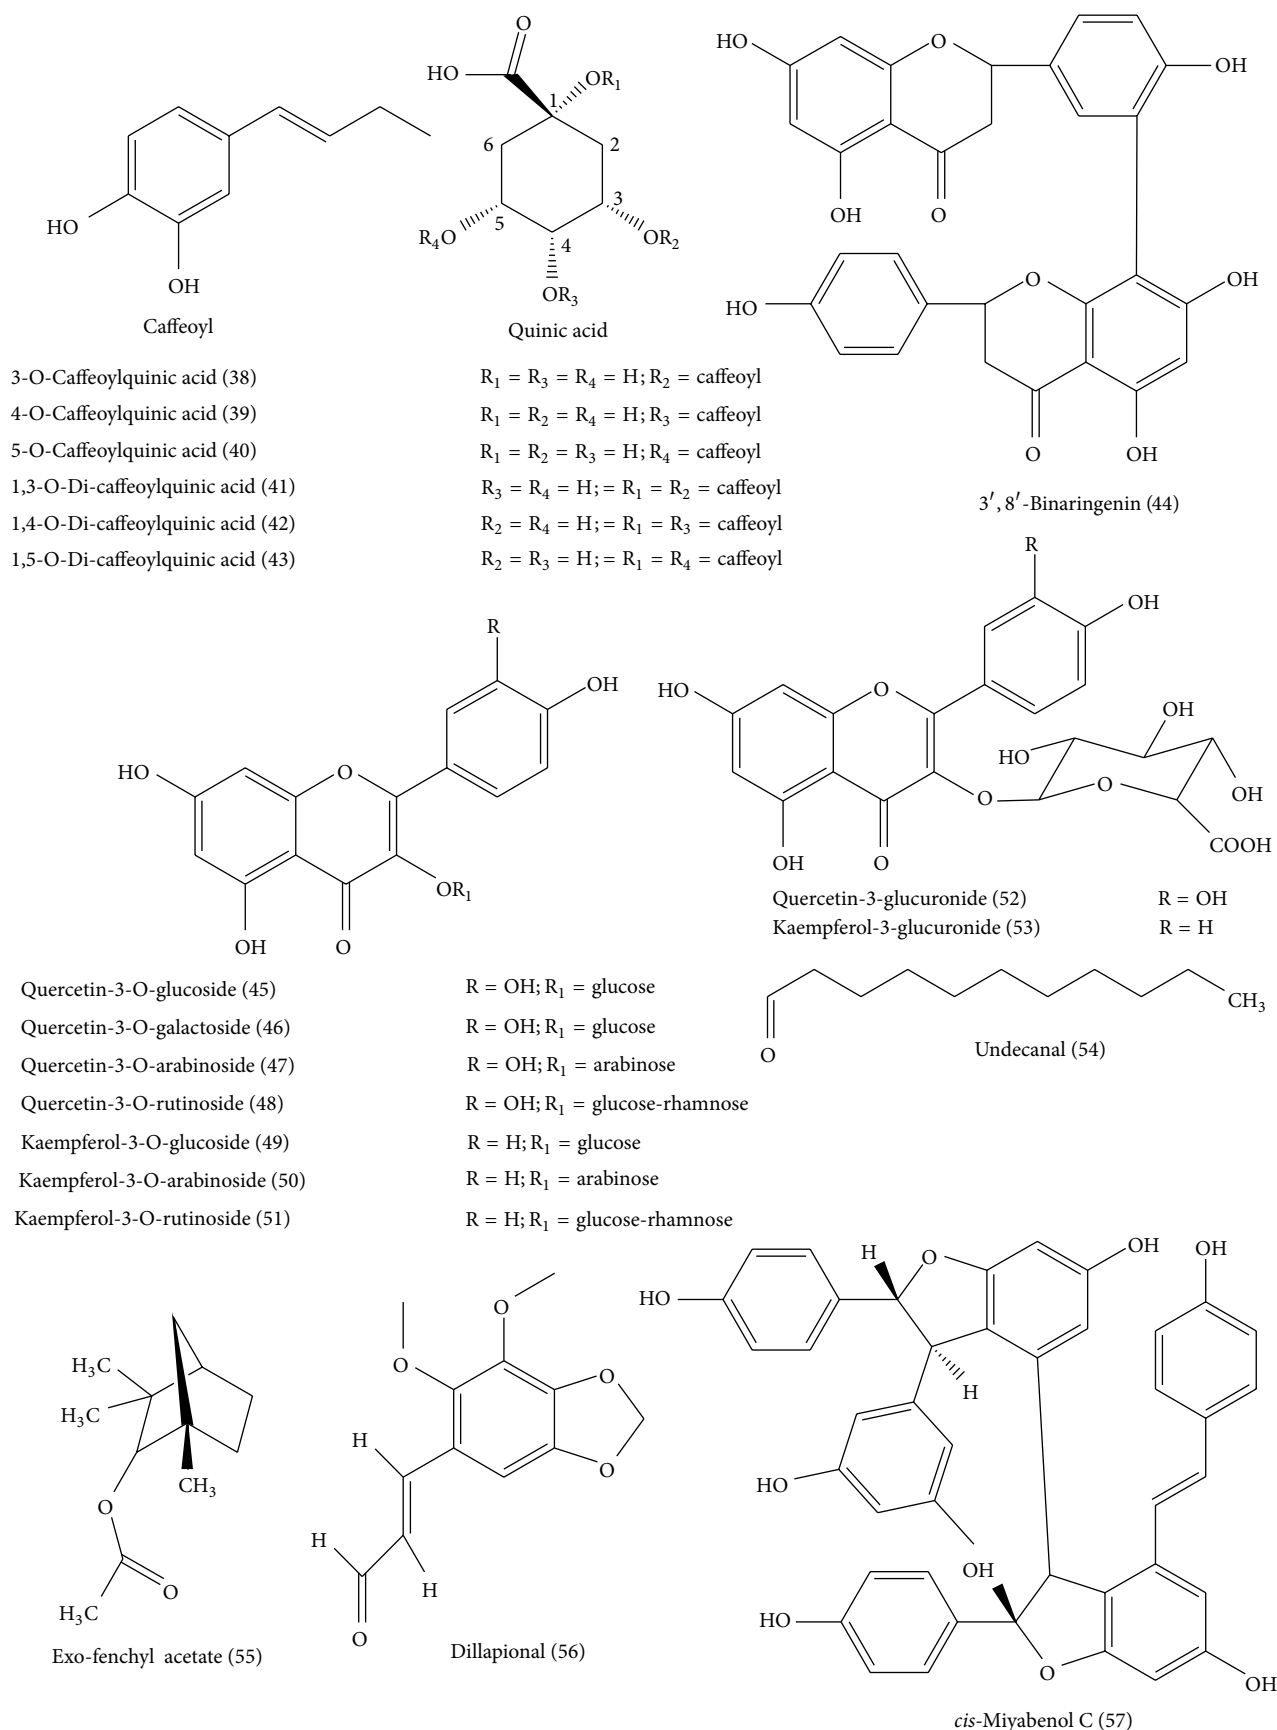 O
HO
OR₁
1
6
2
3
5
4
R₄O
OR₂
OR₃
Quinic acid
HO
OH
Caffeoyl
HO
O
OH
OH
O
HO
O
OH
O
OH
3′, 8′-Binaringenin (44)
3-O-Caffeoylquinic acid (38) R₁ = R₃ = R₄ = H; R₂ = caffeoyl
4-O-Caffeoylquinic acid (39) R₁ = R₂ = R₄ = H; R₃ = caffeoyl
5-O-Caffeoylquinic acid (40) R₁ = R₂ = R₃ = H; R₄ = caffeoyl
1,3-O-Di-caffeoylquinic acid (41) R₃ = R₄ = H; = R₁ = R₂ = caffeoyl
1,4-O-Di-caffeoylquinic acid (42) R₂ = R₄ = H; = R₁ = R₃ = caffeoyl
1,5-O-Di-caffeoylquinic acid (43) R₂ = R₃ = H; = R₁ = R₄ = caffeoyl
R
OH
HO
O
OR₁
OH
O
R
OH
HO
O
OH
HO
O
O
OH
COOH
OH
O
Quercetin-3-glucuronide (52) R = OH
Kaempferol-3-glucuronide (53) R = H
Quercetin-3-O-glucoside (45) R = OH; R₁ = glucose
Quercetin-3-O-galactoside (46) R = OH; R₁ = glucose
Quercetin-3-O-arabinoside (47) R = OH; R₁ = arabinose
Quercetin-3-O-rutinoside (48) R = OH; R₁ = glucose-rhamnose
Kaempferol-3-O-glucoside (49) R = H; R₁ = glucose
Kaempferol-3-O-arabinoside (50) R = H; R₁ = arabinose
Kaempferol-3-O-rutinoside (51) R = H; R₁ = glucose-rhamnose
CH₃
O
Undecanal (54)
H₃C
H₃C
CH₃
O
O
H₃C
Exo-fenchyl acetate (55)
O
O
O
O
H
H
H
O
Dillapional (56)
H
O
OH
OH
HO
H
HO
OH
HO
O
OH
cis-Miyabenol C (57)